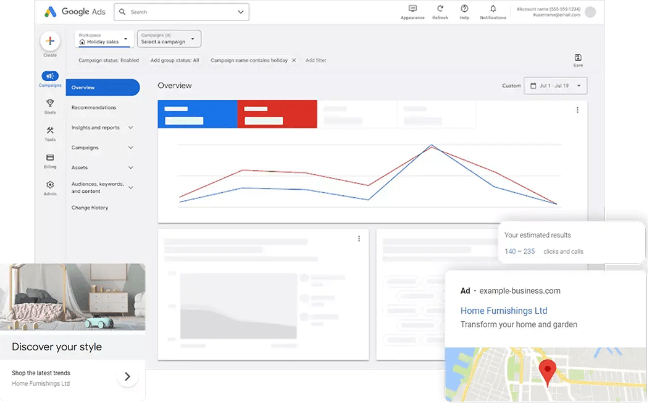 Google Ads
Search
Appearance
Refresh
Help
Notifications
#account name (555-555-1234)
#username@email.com
Create
Campaigns
Goals
Tools
Billing
Admin
Workspace
Holiday sales
Campaigns (4)
Select a campaign
Campaign status: Enabled
Add group status: All
Campaign name contains holiday
Add filter
Save
Overview
Recommendations
Insights and reports
Campaigns
Assets
Audiences, keywords,
and content
Change history
Overview
Custom
Jul 1 - Jul 19
Your estimated results
140 – 235 clicks and calls
Ad · example-business.com
Home Furnishings Ltd
Transform your home and garden
Discover your style
Shop the latest trends
Home Furnishings Ltd